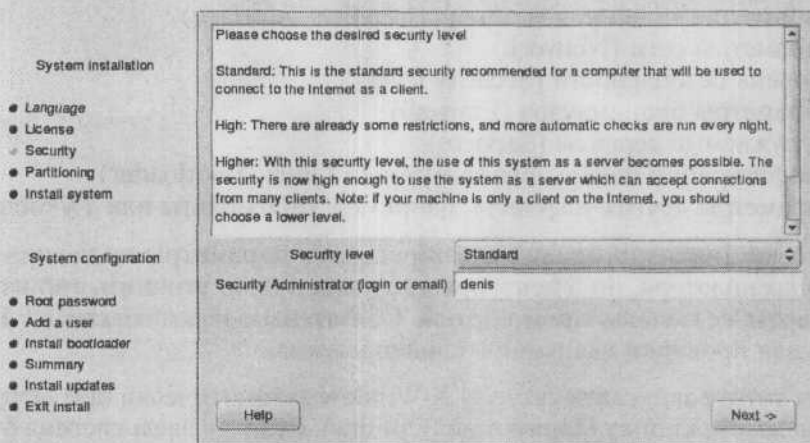 System installation
Language
License
Security
Partitioning
Install system
System configuration
Root password
Add a user
Install bootloader
Summary
Install updates
Exit install
Please choose the desired security level
Standard: This is the standard security recommended for a computer that will be used to
connect to the Internet as a client.
High: There are already some restrictions, and more automatic checks are run every night.
Higher: With this security level, the use of this system as a server becomes possible. The
security is now high enough to use the system as a server which can accept connections
from many clients. Note: if your machine is only a client on the Internet, you should
choose a lower level.
Security level Standard
Security Administrator (login or email) denis
Help Next ->